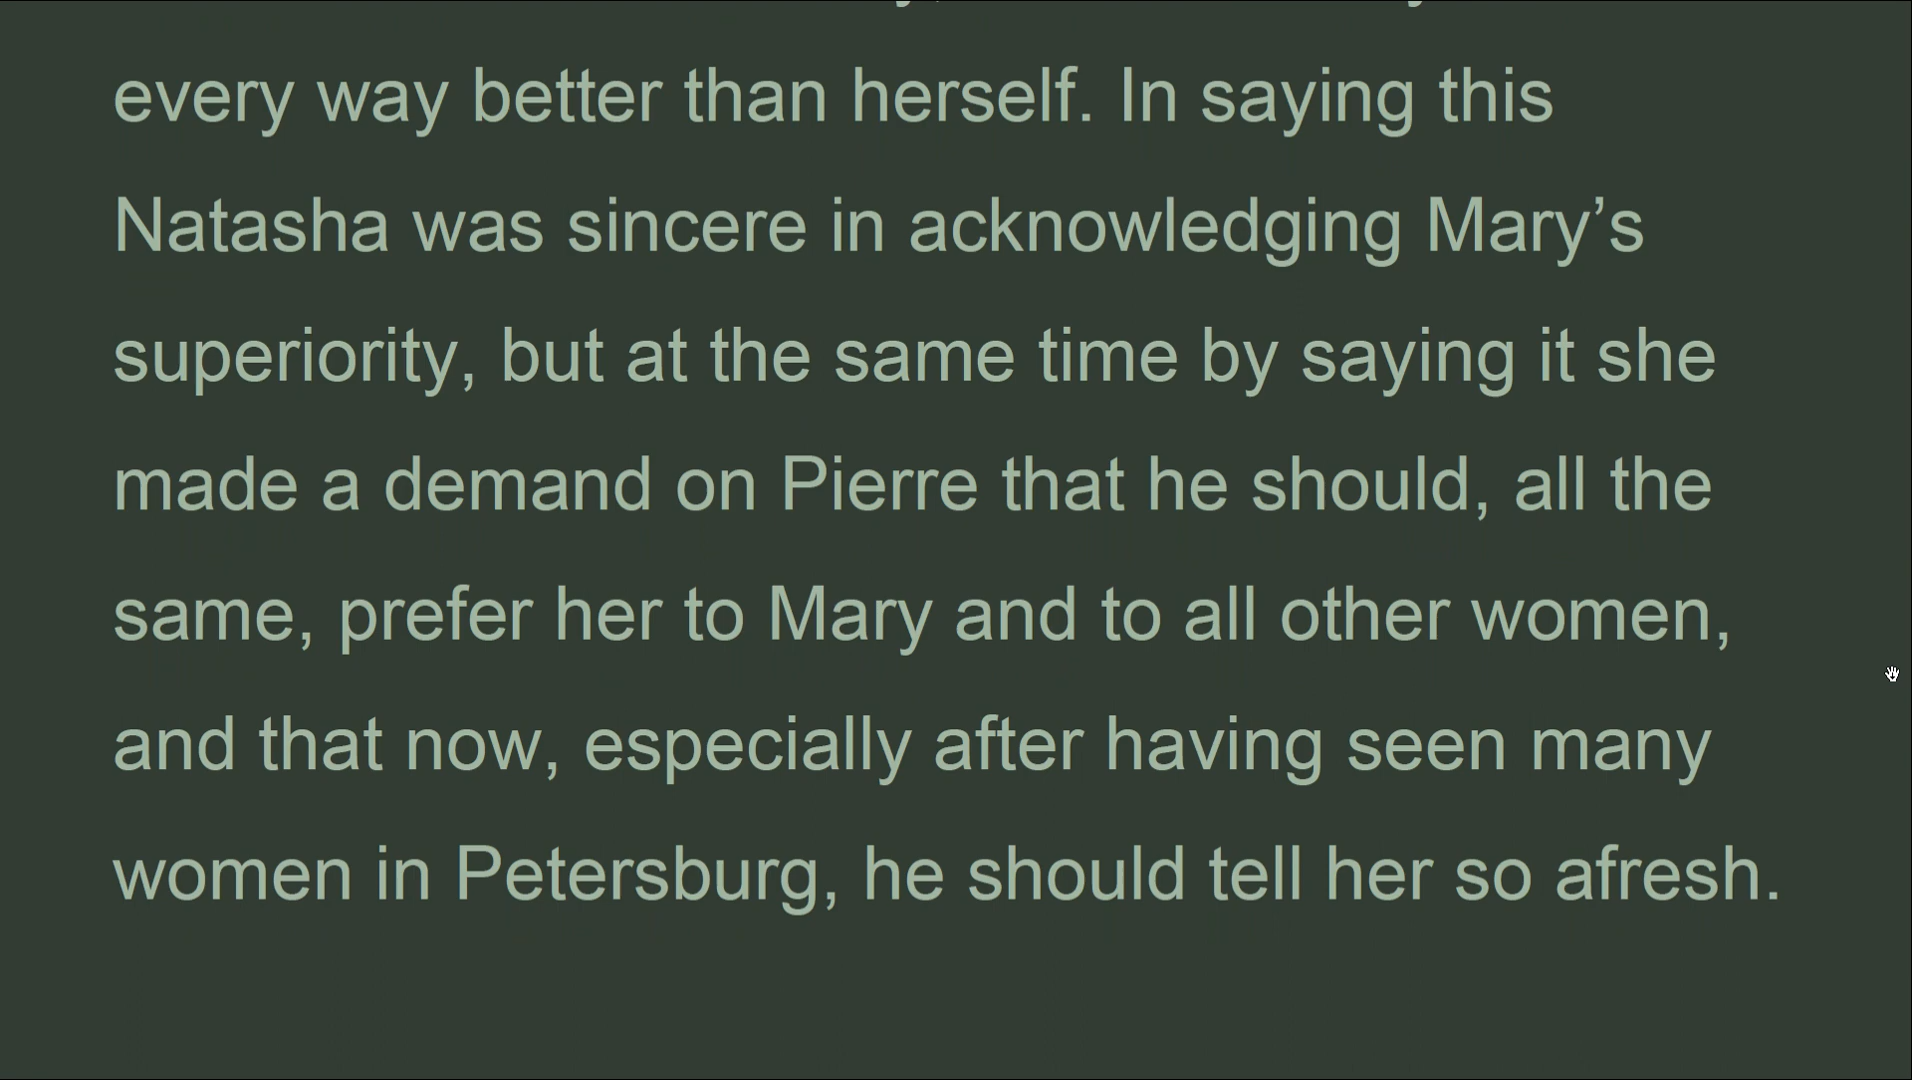 every way better than herself. In saying this
Natasha was sincere in acknowledging Mary’s
superiority, but at the same time by saying it she
made a demand on Pierre that he should, all the
same, prefer her to Mary and to all other women,
and that now, especially after having seen many
women in Petersburg, he should tell her so afresh.